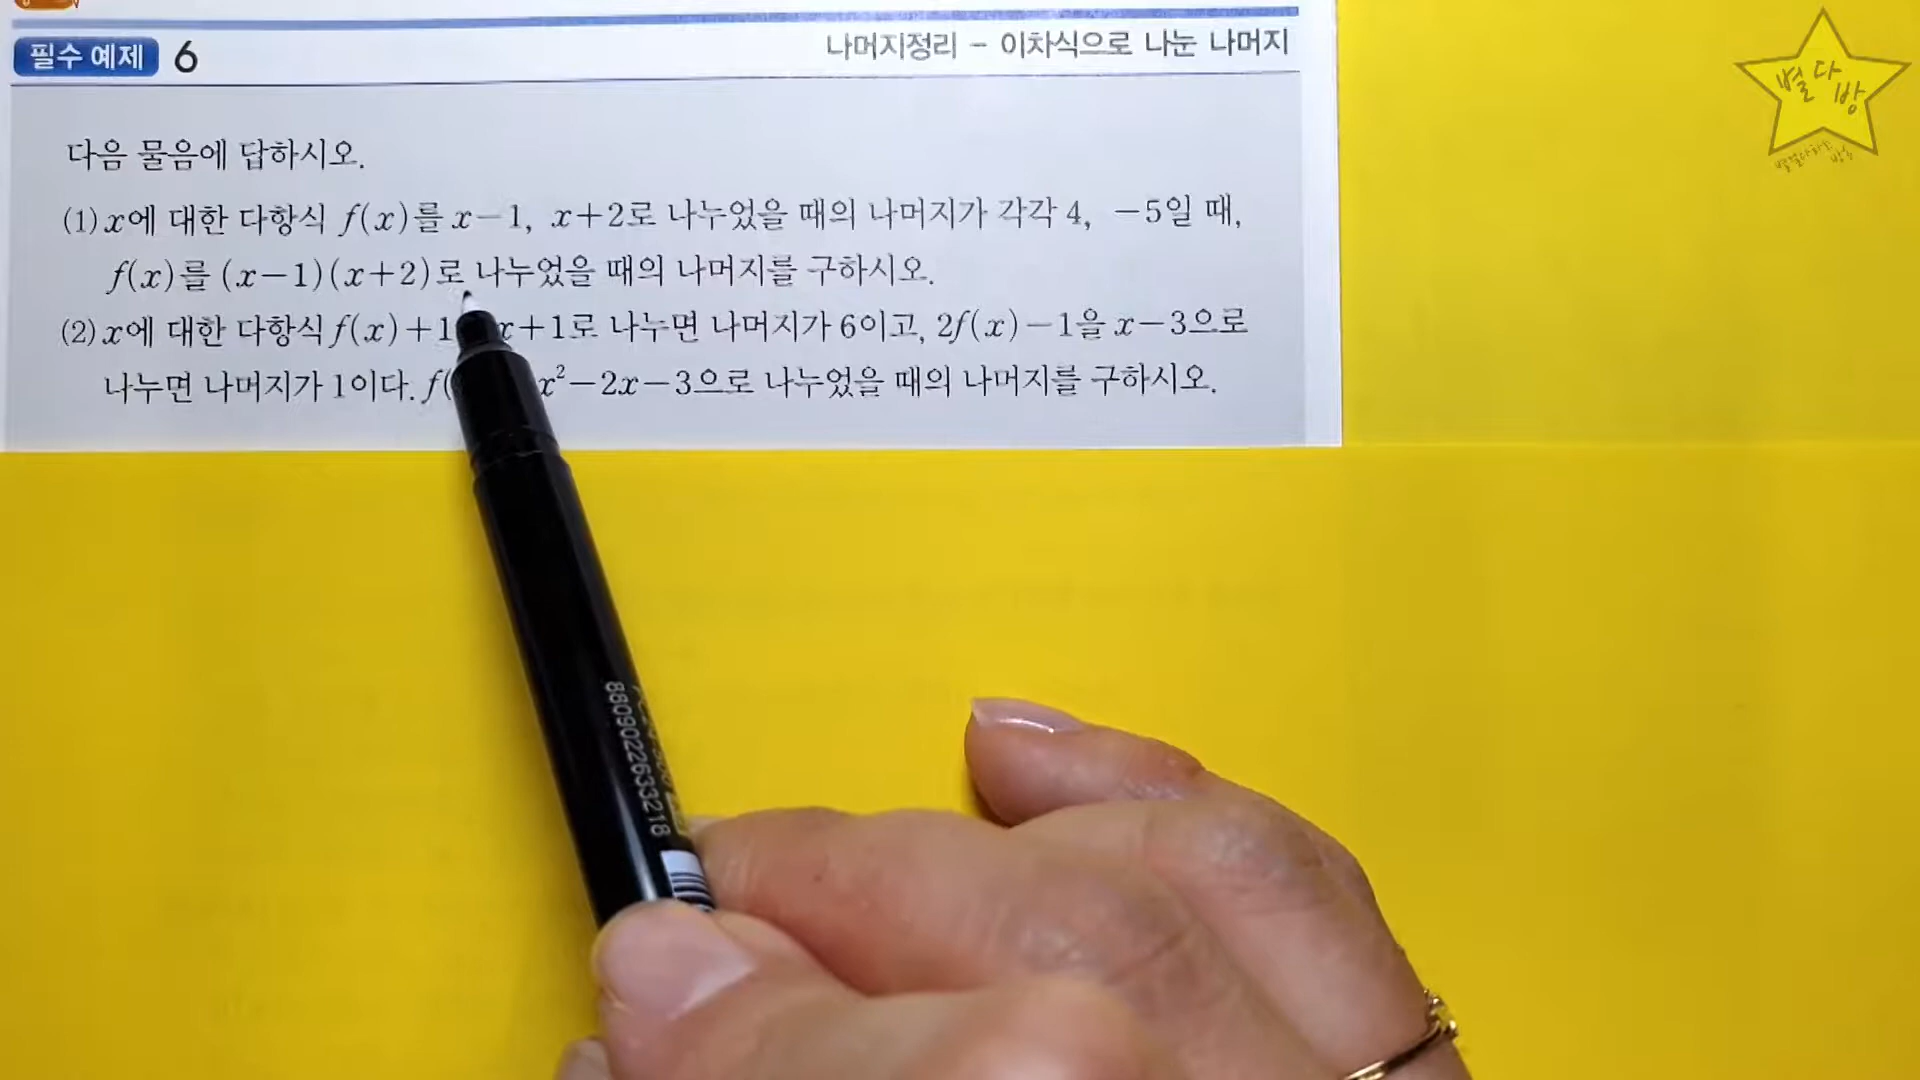 필수 예제 6
나머지정리 - 이차식으로 나눈 나머지
별다방
다음 물음에 답하시오.
(1) x에 대한 다항식 f(x)를 x-1, x+2로 나누었을 때의 나머지가 각각 4, -5일 때,
f(x)를 (x-1)(x+2)로 나누었을 때의 나머지를 구하시오.
(2) x에 대한 다항식 f(x)+1 x+1로 나누면 나머지가 6이고, 2f(x)-1을 x-3으로
나누면 나머지가 1이다. f( x²-2x-3으로 나누었을 때의 나머지를 구하시오.
8809022633218